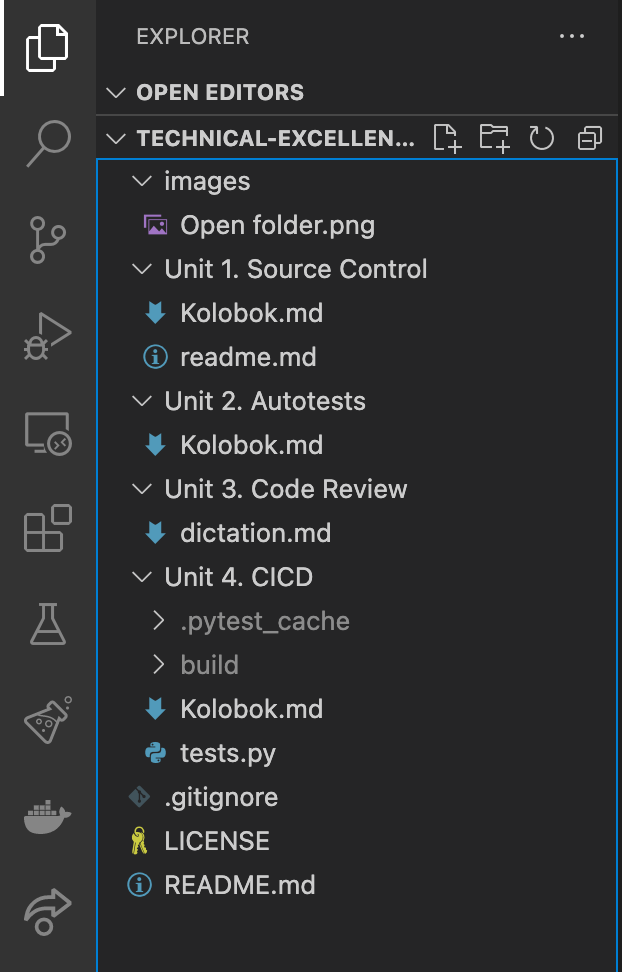 EXPLORER
OPEN EDITORS
TECHNICAL-EXCELLEN...
images
Open folder.png
Unit 1. Source Control
Kolobok.md
readme.md
Unit 2. Autotests
Kolobok.md
Unit 3. Code Review
dictation.md
Unit 4. CICD
.pytest_cache
build
Kolobok.md
tests.py
.gitignore
LICENSE
README.md